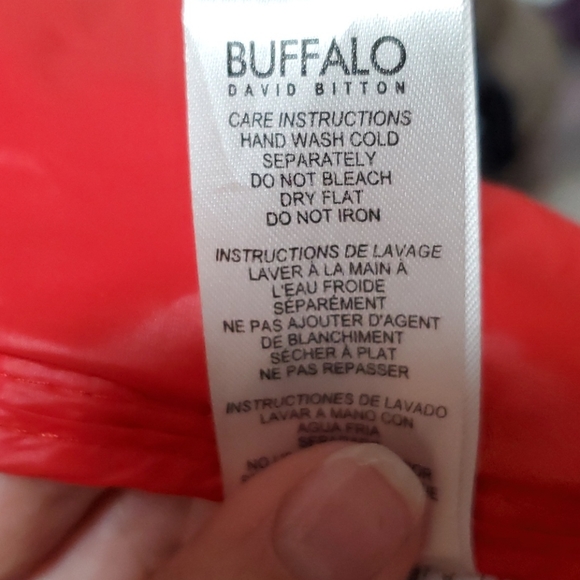 BUFFALO
DAVID BITTON
CARE INSTRUCTIONS
HAND WASH COLD
SEPARATELY
DO NOT BLEACH
DRY FLAT
DO NOT IRON
INSTRUCTIONS DE LAVAGE
LAVER À LA MAIN À
L'EAU FROIDE
SÉPARÉMENT
NE PAS AJOUTER D'AGENT
DE BLANCHIMENT
SÉCHER À PLAT
NE PAS REPASSER
INSTRUCTIONES DE LAVADO
LAVAR A MANO CON
AGUA FRIA